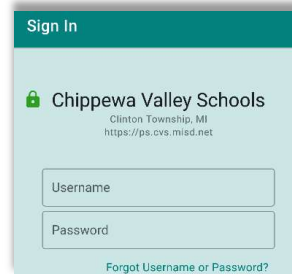 Sign In
Chippewa Valley Schools
Clinton Township, MI
https://ps.cvs.misd.net
Username
Password
Forgot Username or Password?